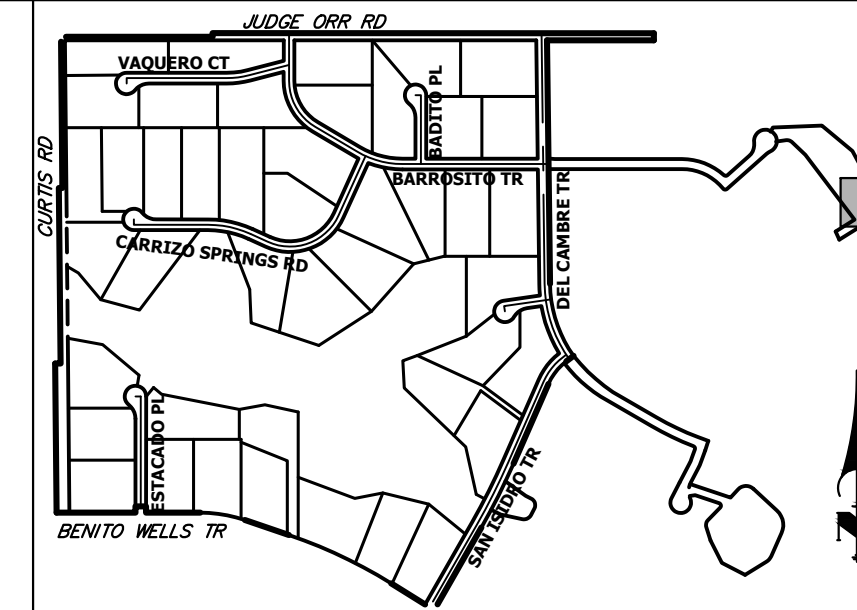 JUDGE ORR RD
VAQUERO CT
BADITO PL
CURTIS RD
BARROSITO TR
DEL CAMBRE TR
CARRIZO SPRINGS RD
ESTACADO PL
SAN ISIDRO TR
BENITO WELLS TR